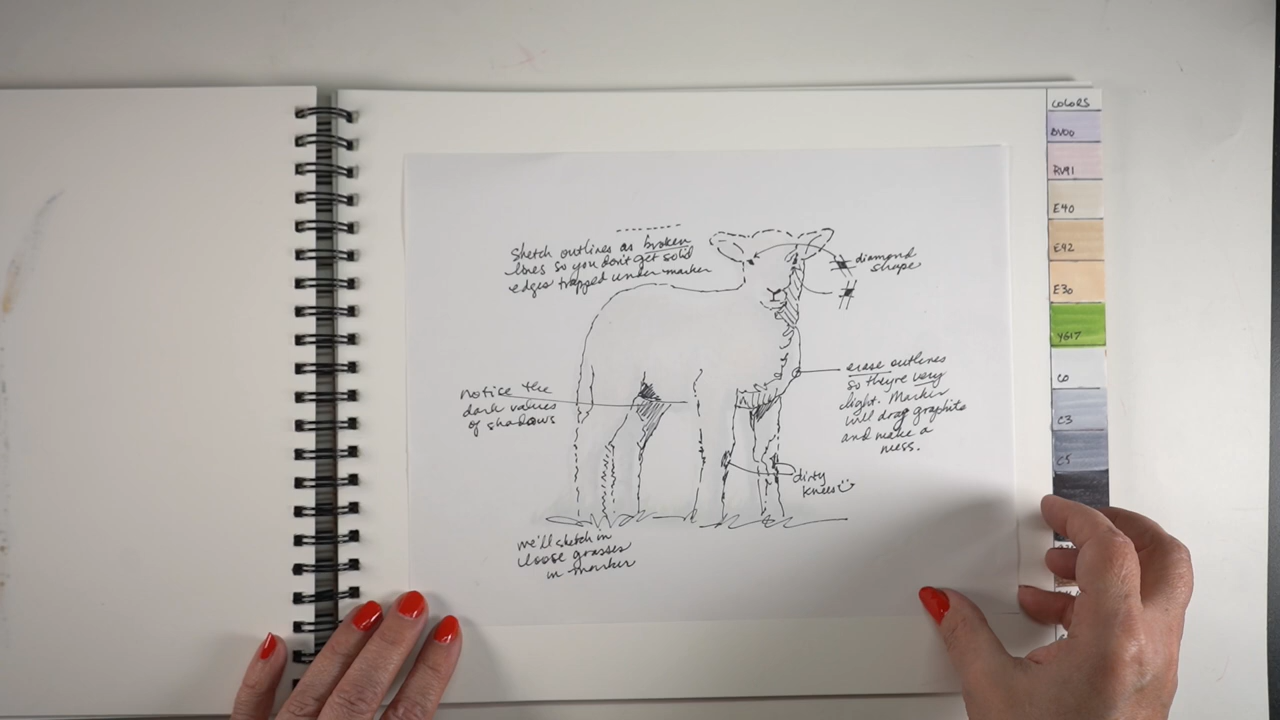 Sketch outlines as broken
lines so you don't get solid
edges trapped under marker
diamond
shape
notice the
dark values
of shadows
erase outlines
so they're very
light. Marker
will drag graphite
and make a
mess.
dirty
knees
we'll sketch in
loose grasses
in marker
COLORS
BV00
RV91
E40
E42
E30
YG17
C0
C3
C5